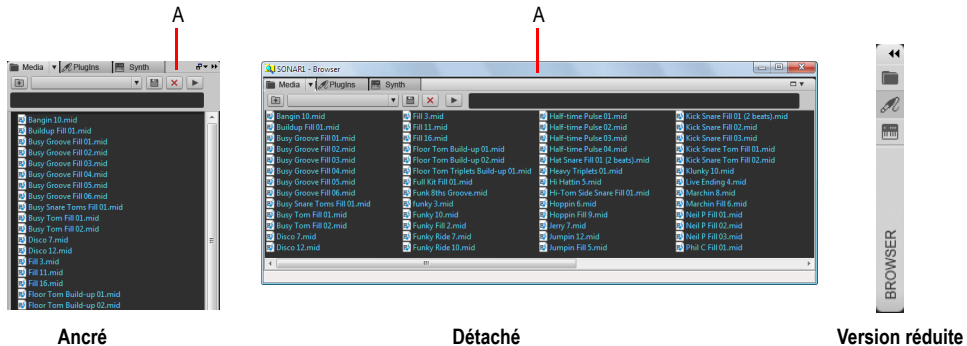 A
A
Media PlugIns Synth
Bangin 10.mid
Buildup Fill 01.mid
Busy Groove Fill 01.mid
Busy Groove Fill 02.mid
Busy Groove Fill 03.mid
Busy Groove Fill 04.mid
Busy Groove Fill 05.mid
Busy Groove Fill 06.mid
Busy Snare Toms Fill 01.mid
Busy Tom Fill 01.mid
Busy Tom Fill 02.mid
Disco 7.mid
Disco 12.mid
Fill 3.mid
Fill 11.mid
Fill 16.mid
Floor Tom Build-up 01.mid
Floor Tom Build-up 02.mid
Ancré
SONAR1 - Browser
Media PlugIns Synth
Bangin 10.mid
Buildup Fill 01.mid
Busy Groove Fill 01.mid
Busy Groove Fill 02.mid
Busy Groove Fill 03.mid
Busy Groove Fill 04.mid
Busy Groove Fill 05.mid
Busy Groove Fill 06.mid
Busy Snare Toms Fill 01.mid
Busy Tom Fill 01.mid
Busy Tom Fill 02.mid
Disco 7.mid
Disco 12.mid
Fill 3.mid
Fill 11.mid
Fill 16.mid
Floor Tom Build-up 01.mid
Floor Tom Build-up 02.mid
Floor Tom Triplets Build-up 01.mid
Full Kit Fill 01.mid
Funk 8ths Groove.mid
funky 3.mid
Funky 10.mid
Funky Fill 2.mid
Funky Ride 7.mid
Funky Ride 10.mid
Half-time Pulse 01.mid
Half-time Pulse 02.mid
Half-time Pulse 03.mid
Half-time Pulse 04.mid
Hat Snare Fill 01 (2 beats).mid
Heavy Triplets 01.mid
Hi Hattin 5.mid
Hi-Tom Side Snare Fill 01.mid
Hoppin 6.mid
Hoppin Fill 9.mid
Jerry 7.mid
Jumpin 12.mid
Jumpin Fill 5.mid
Kick Snare Fill 01 (2 beats).mid
Kick Snare Fill 02.mid
Kick Snare Fill 03.mid
Kick Snare Tom Fill 01.mid
Kick Snare Tom Fill 02.mid
Klunky 10.mid
Live Ending 4.mid
Marchin 8.mid
Marchin Fill 6.mid
Neil P Fill 01.mid
Neil P Fill 02.mid
Neil P Fill 03.mid
Phil C Fill 01.mid
Détaché
BROWSER
Version réduite